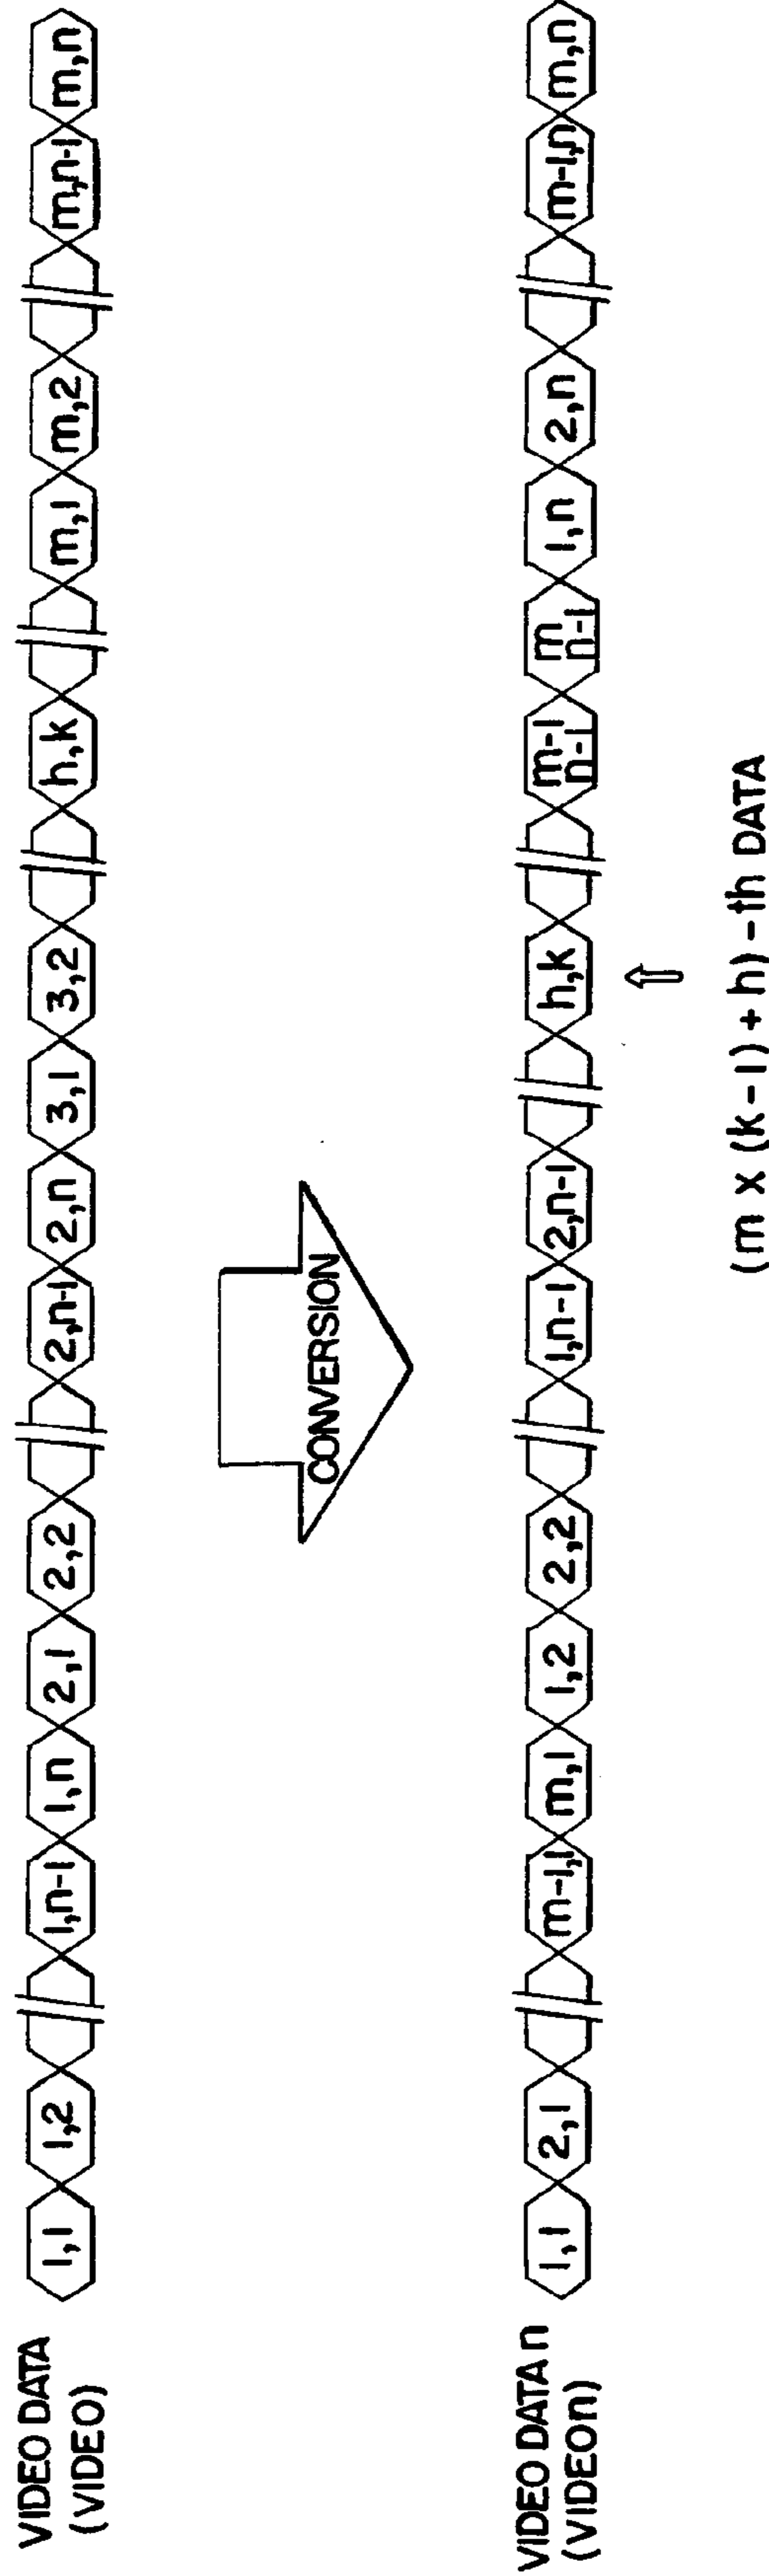 VIDEO DATA
(VIDEO)
1,1 1,2 1,n-1 1,n 2,1 2,2 2,n-1 2,n 3,1 3,2 h,k m,1 m,2 m,n-1 m,n
CONVERSION
VIDEO DATA n
(VIDEOn)
1,1 2,1 m-1,1 m,1 1,2 2,2 1,n-1 2,n-1 h,k m-1 n-1 m n-1 1,n 2,n m-1,n m,n
(m x (k-1)+h)-th DATA